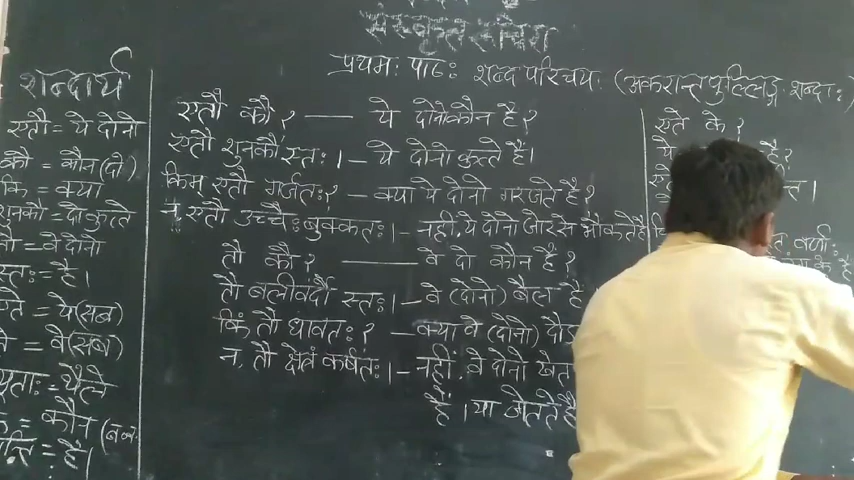 प्रथमः पाठः शब्द परिचयः (अकारान्त पुल्लिङ्ग शब्दाः)
शब्दार्थ
एतौ = ये दोनो
कौ = कौन (दो)
किं = क्या
शुनकौ = दो कुत्ते
तौ = वे दोनो
स्तः = हैं।
एते = ये (सब)
= वे (सब)
= थैले
= कौन
= हैं।
एतौ कौ? — ये दोनो कौन है?
एतौ शुनकौ स्तः। – ये दोनो कुत्ते हैं।
किम् एतौ गर्जतः? – क्या ये दोनो गरजते हैं?
न, एतौ उच्चैः बुक्कतः। – नहीं, ये दोनो जोर से भौकते हैं
तौ कौ? — वे दो कौन हैं?
तौ बलीवर्दौ स्तः। – वे (दोनो) बैल है
किं तौ धावतः? – क्या वे (दोनो) दौड़
न, तौ क्षेत्रं कर्षतः। – नहीं, वे दोनो खेत
हैं। या जोतते हैं
एते के?
है?